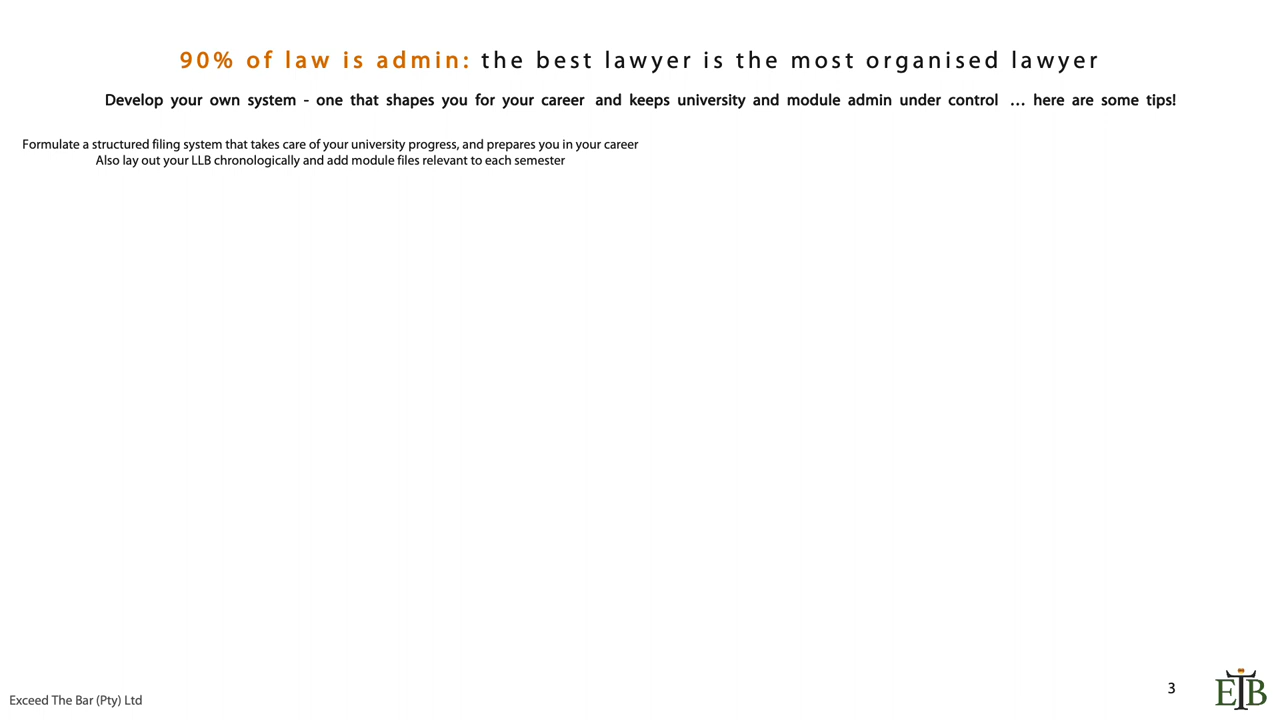 90% of law is admin: the best lawyer is the most organised lawyer
Develop your own system - one that shapes you for your career and keeps university and module admin under control … here are some tips!
Formulate a structured filing system that takes care of your university progress, and prepares you in your career
Also lay out your LLB chronologically and add module files relevant to each semester
3
Exceed The Bar (Pty) Ltd
ETB